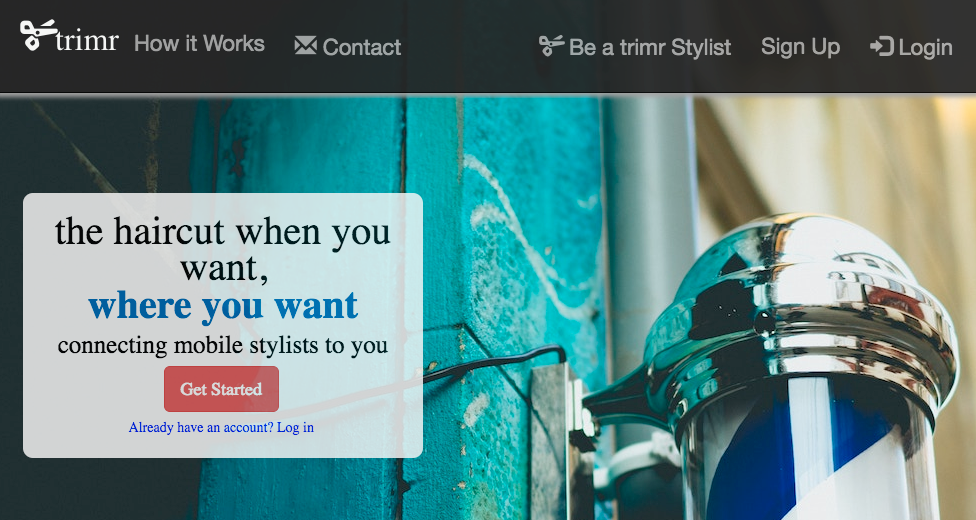 trimr How it Works Contact Be a trimr Stylist Sign Up Login
the haircut when you
want,
where you want
connecting mobile stylists to you
Get Started
Already have an account? Log in